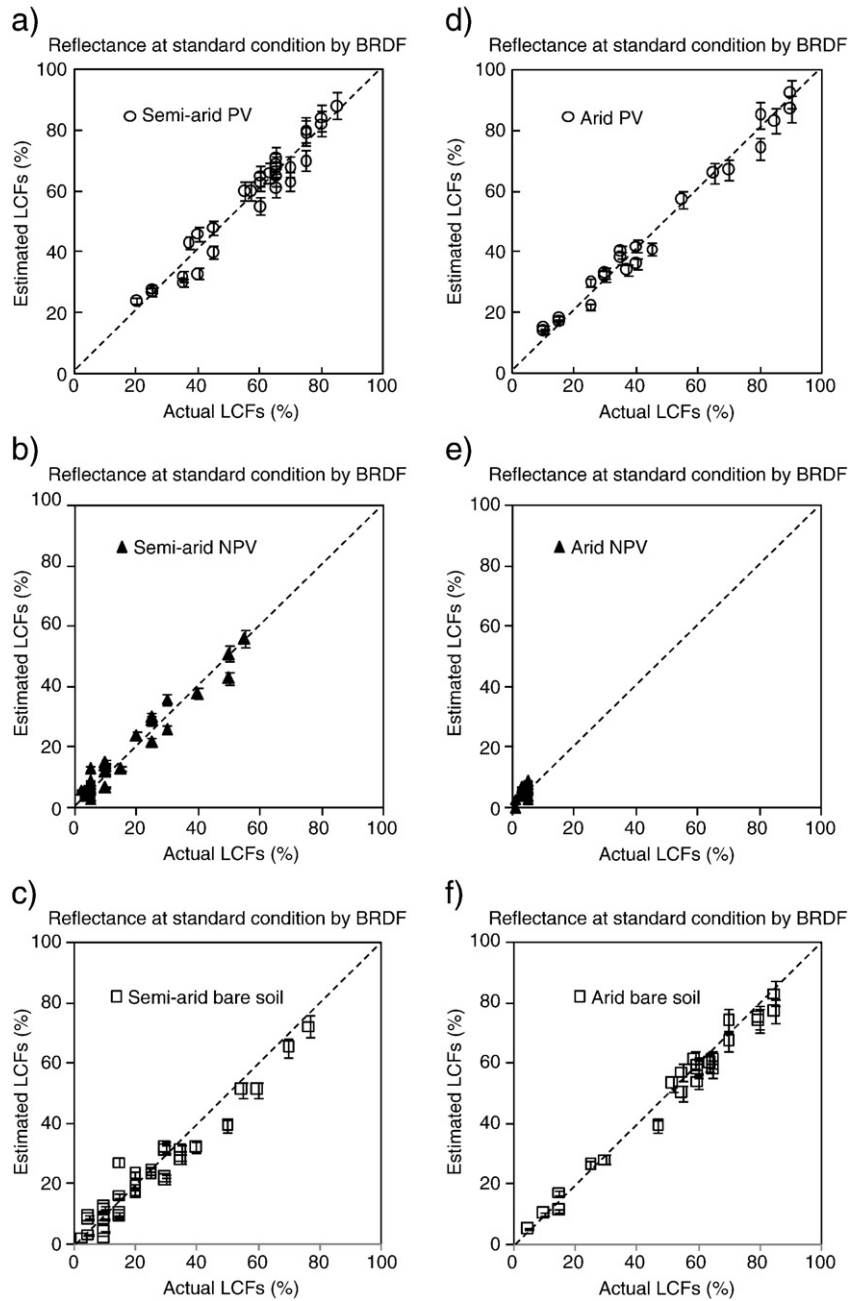 a)
Reflectance at standard condition by BRDF
100
80
60
40
20
0
Estimated LCFs (%)
Semi-arid PV
0 20 40 60 80 100
Actual LCFs (%)
d)
Reflectance at standard condition by BRDF
100
80
60
40
20
0
Estimated LCFs (%)
Arid PV
0 20 40 60 80 100
Actual LCFs (%)
b)
Reflectance at standard condition by BRDF
100
80
60
40
20
0
Estimated LCFs (%)
Semi-arid NPV
0 20 40 60 80 100
Actual LCFs (%)
e)
Reflectance at standard condition by BRDF
100
80
60
40
20
0
Estimated LCFs (%)
Arid NPV
0 20 40 60 80 100
Actual LCFs (%)
c)
Reflectance at standard condition by BRDF
100
80
60
40
20
0
Estimated LCFs (%)
Semi-arid bare soil
0 20 40 60 80 100
Actual LCFs (%)
f)
Reflectance at standard condition by BRDF
100
80
60
40
20
0
Estimated LCFs (%)
Arid bare soil
0 20 40 60 80 100
Actual LCFs (%)